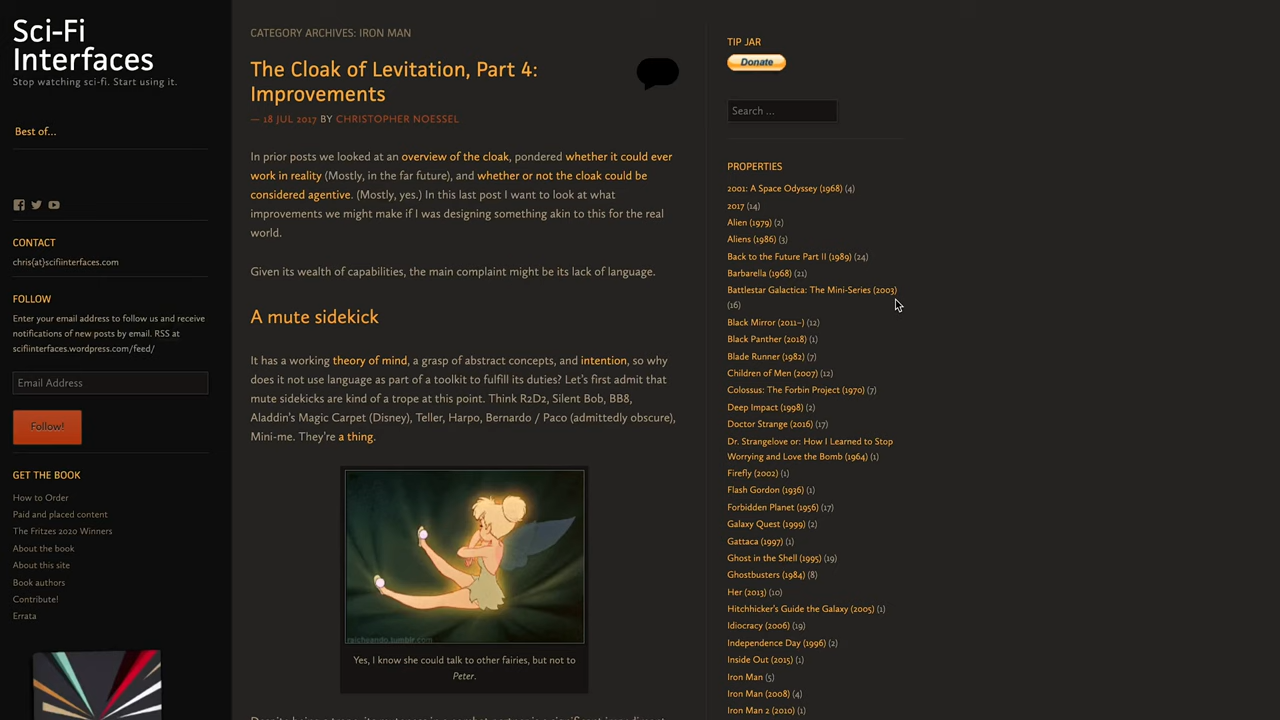 Sci-Fi
Interfaces
Stop watching sci-fi. Start using it.
Best of…
CONTACT
chris{at}scifiinterfaces.com
FOLLOW
Enter your email address to follow us and receive
notifications of new posts by email. RSS at
scifiinterfaces.wordpress.com/feed/
Email Address
Follow!
GET THE BOOK
How to Order
Paid and placed content
The Fritzes 2020 Winners
About the book
About this site
Book authors
Contribute!
Errata
CATEGORY ARCHIVES: IRON MAN
The Cloak of Levitation, Part 4:
Improvements
— 18 JUL 2017 BY CHRISTOPHER NOESSEL
In prior posts we looked at an overview of the cloak, pondered whether it could ever
work in reality (Mostly, in the far future), and whether or not the cloak could be
considered agentive. (Mostly, yes.) In this last post I want to look at what
improvements we might make if I was designing something akin to this for the real
world.
Given its wealth of capabilities, the main complaint might be its lack of language.
A mute sidekick
It has a working theory of mind, a grasp of abstract concepts, and intention, so why
does it not use language as part of a toolkit to fulfill its duties? Let's first admit that
mute sidekicks are kind of a trope at this point. Think R2D2, Silent Bob, BB8,
Aladdin's Magic Carpet (Disney), Teller, Harpo, Bernardo / Paco (admittedly obscure),
Mini-me. They're a thing.
raichando.tumblr.com
Yes, I know she could talk to other fairies, but not to
Peter.
TIP JAR
Donate
Search …
PROPERTIES
2001: A Space Odyssey (1968) (4)
2017 (14)
Alien (1979) (2)
Aliens (1986) (3)
Back to the Future Part II (1989) (24)
Barbarella (1968) (21)
Battlestar Galactica: The Mini-Series (2003)
(16)
Black Mirror (2011–) (12)
Black Panther (2018) (1)
Blade Runner (1982) (7)
Children of Men (2007) (12)
Colossus: The Forbin Project (1970) (7)
Deep Impact (1998) (2)
Doctor Strange (2016) (17)
Dr. Strangelove or: How I Learned to Stop
Worrying and Love the Bomb (1964) (1)
Firefly (2002) (1)
Flash Gordon (1936) (1)
Forbidden Planet (1956) (17)
Galaxy Quest (1999) (2)
Gattaca (1997) (1)
Ghost in the Shell (1995) (19)
Ghostbusters (1984) (8)
Her (2013) (10)
Hitchhicker's Guide the Galaxy (2005) (1)
Idiocracy (2006) (19)
Independence Day (1996) (2)
Inside Out (2015) (1)
Iron Man (5)
Iron Man (2008) (4)
Iron Man 2 (2010) (1)